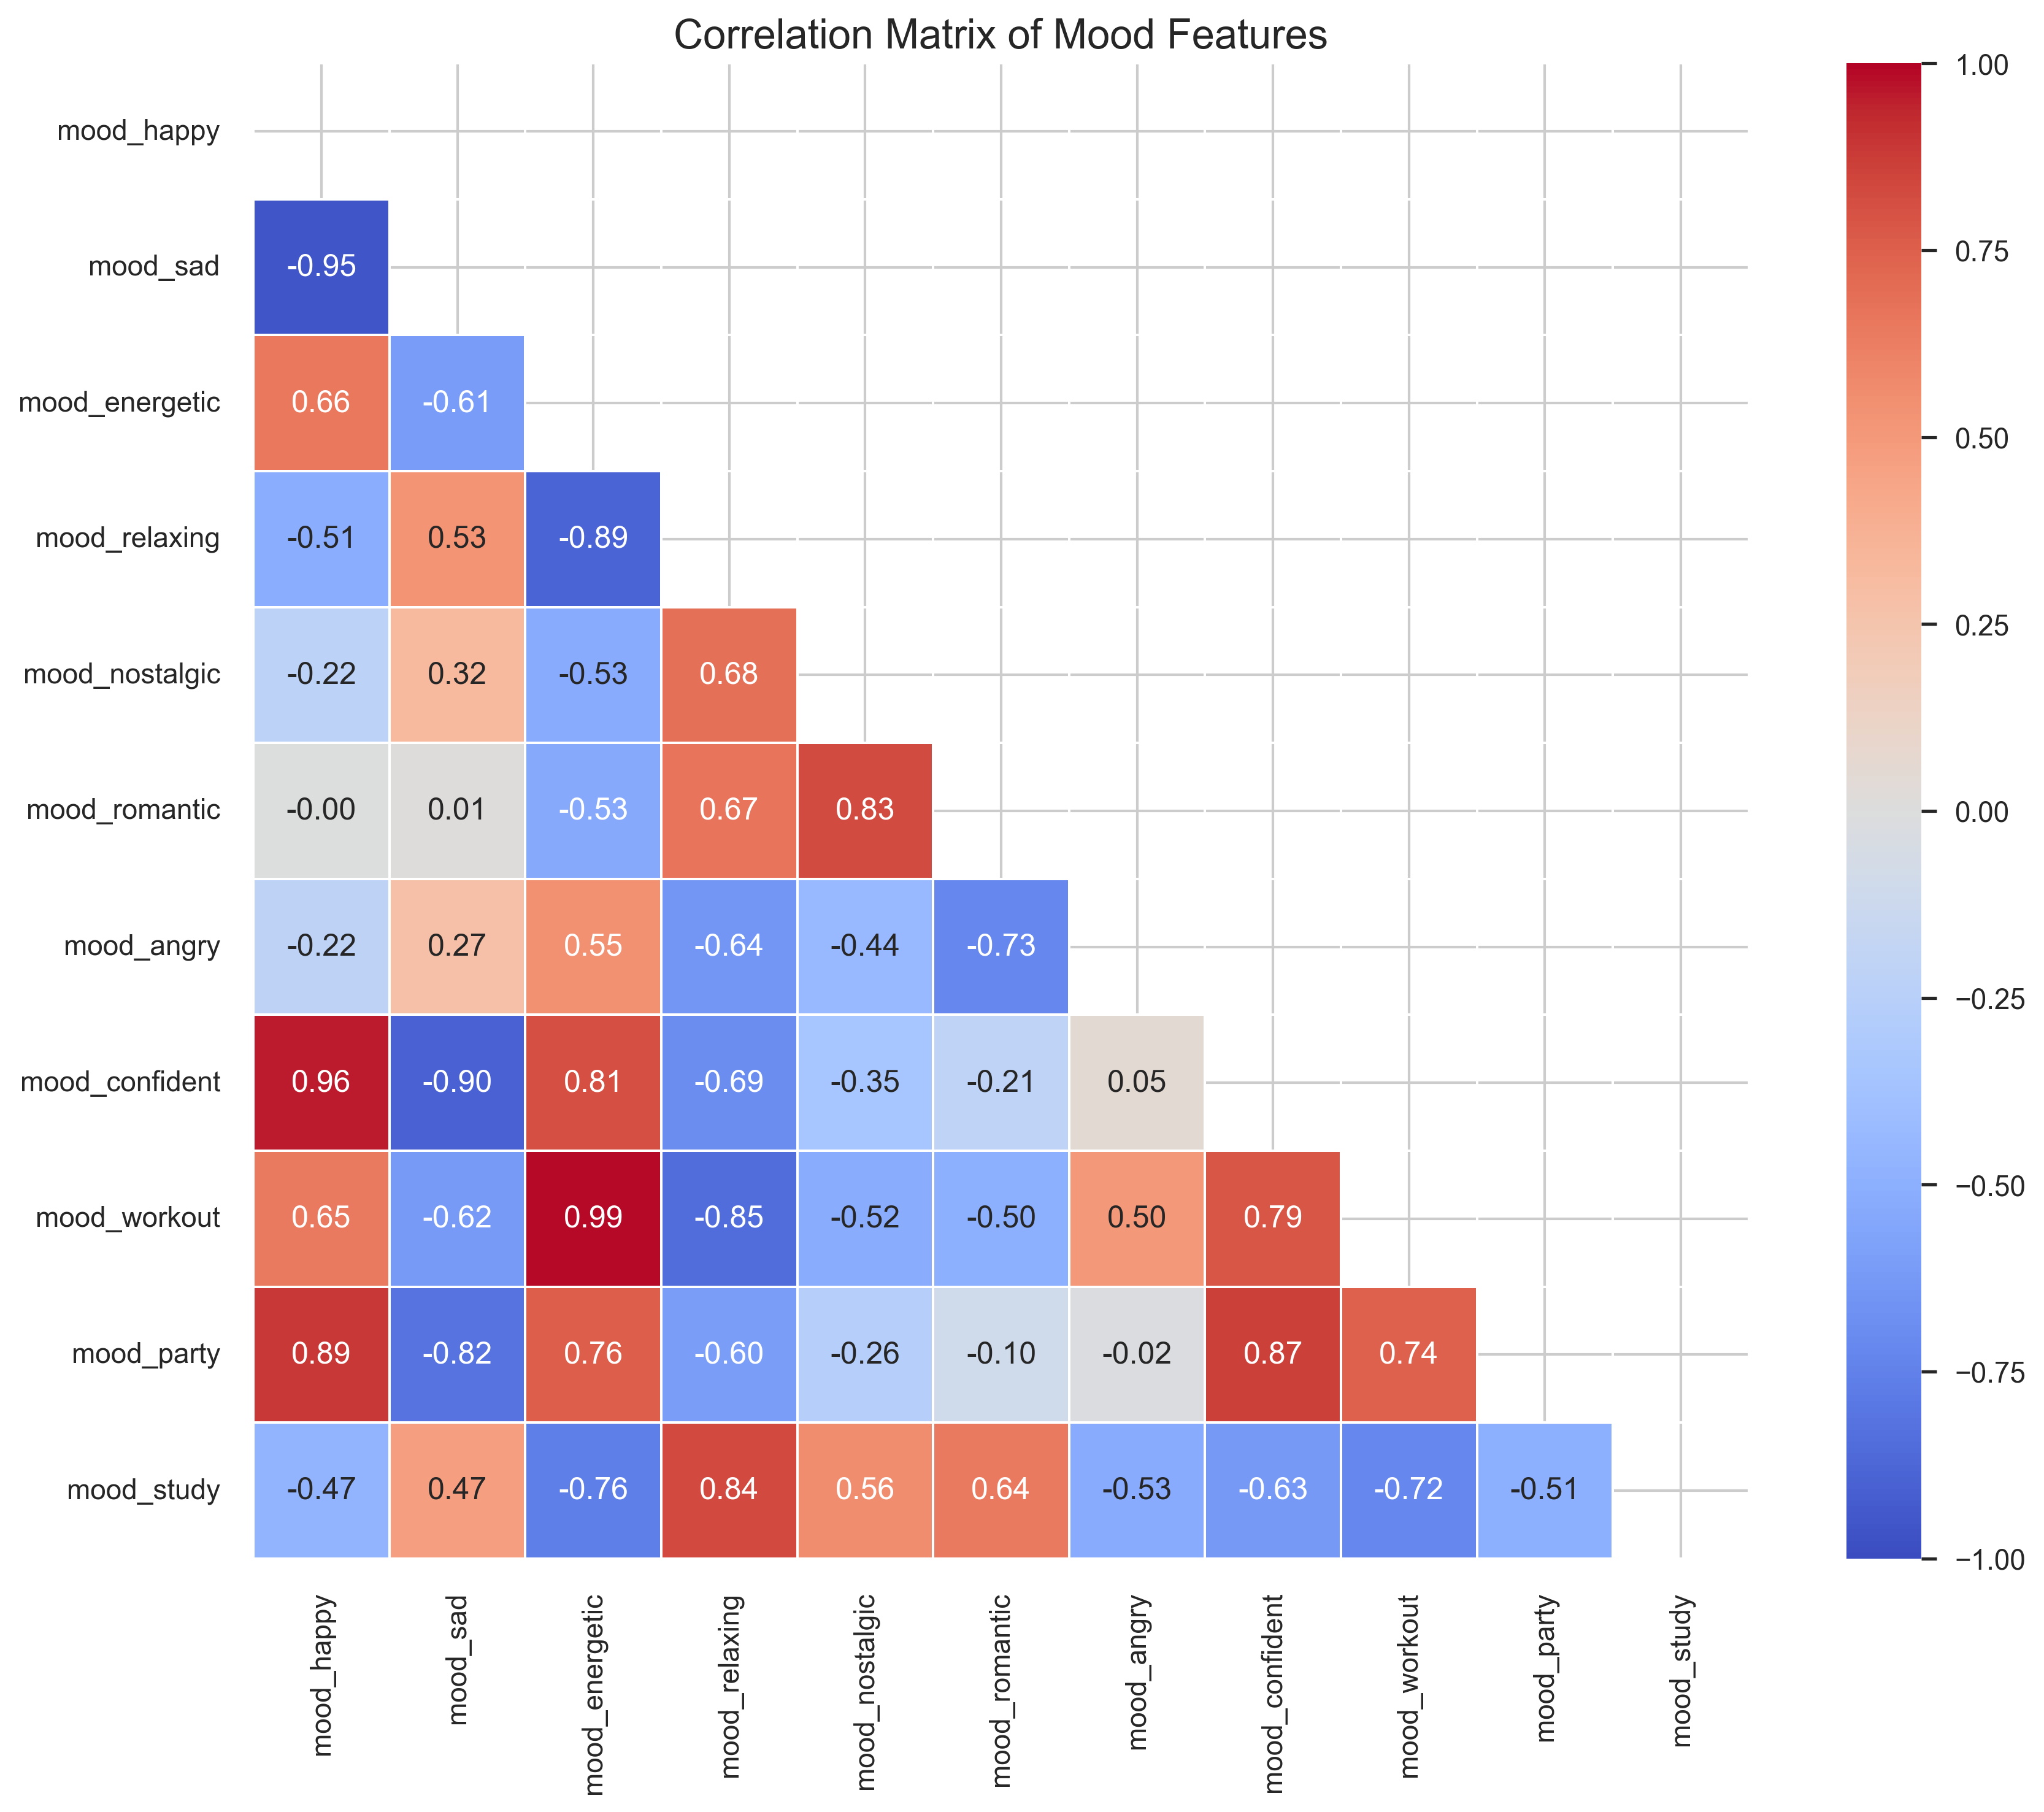 Correlation Matrix of Mood Features
mood_happy
mood_sad -0.95
mood_energetic 0.66 -0.61
mood_relaxing -0.51 0.53 -0.89
mood_nostalgic -0.22 0.32 -0.53 0.68
mood_romantic -0.00 0.01 -0.53 0.67 0.83
mood_angry -0.22 0.27 0.55 -0.64 -0.44 -0.73
mood_confident 0.96 -0.90 0.81 -0.69 -0.35 -0.21 0.05
mood_workout 0.65 -0.62 0.99 -0.85 -0.52 -0.50 0.50 0.79
mood_party 0.89 -0.82 0.76 -0.60 -0.26 -0.10 -0.02 0.87 0.74
mood_study -0.47 0.47 -0.76 0.84 0.56 0.64 -0.53 -0.63 -0.72 -0.51
mood_happy
mood_sad
mood_energetic
mood_relaxing
mood_nostalgic
mood_romantic
mood_angry
mood_confident
mood_workout
mood_party
mood_study
1.00
0.75
0.50
0.25
0.00
−0.25
−0.50
−0.75
−1.00